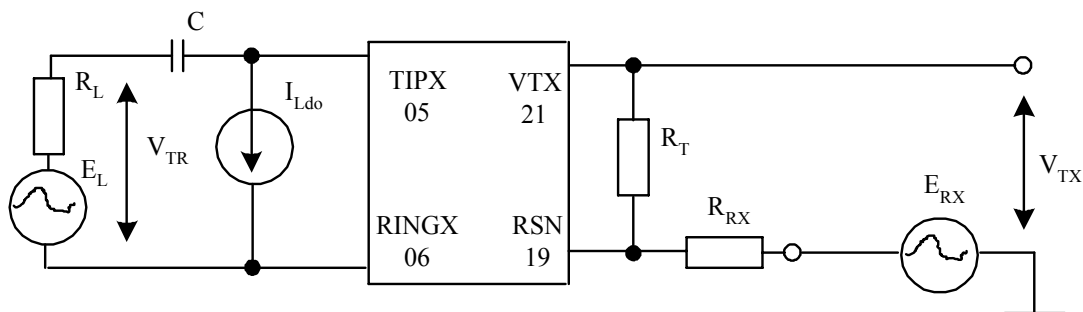 C
R_L
I_Ldo
TIPX
05
VTX
21
R_T
V_TR
E_L
V_TX
E_RX
R_RX
RINGX
06
RSN
19